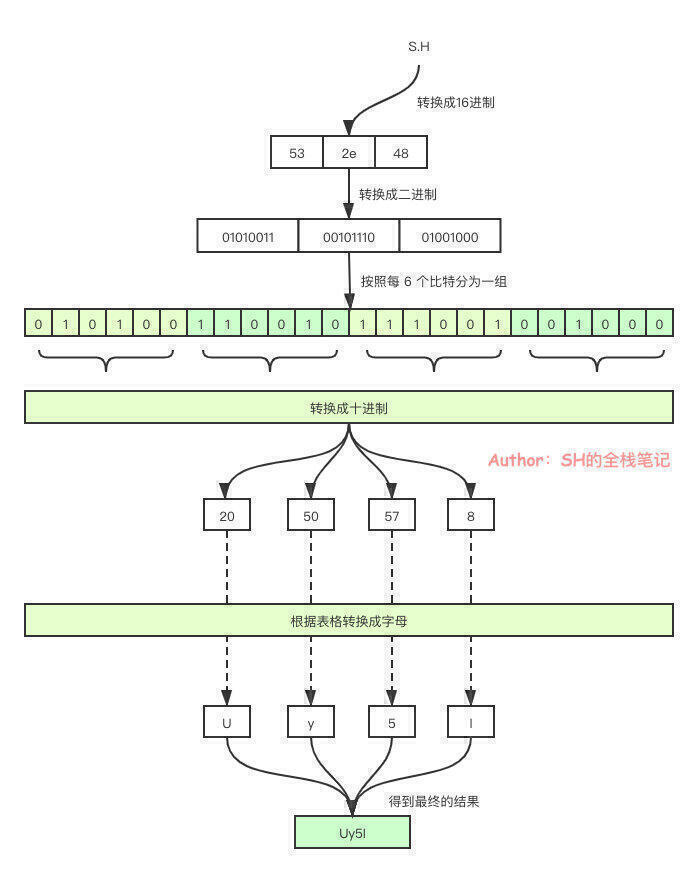 S.H
转换成16进制
53 2e 48
转换成二进制
01010011 00101110 01001000
按照每 6 个比特分为一组
0 1 0 1 0 0 1 1 0 0 1 0 1 1 1 0 0 1 0 0 1 0 0 0
转换成十进制
Author：SH的全栈笔记
20 50 57 8
根据表格转换成字母
U y 5 I
得到最终的结果
Uy5I